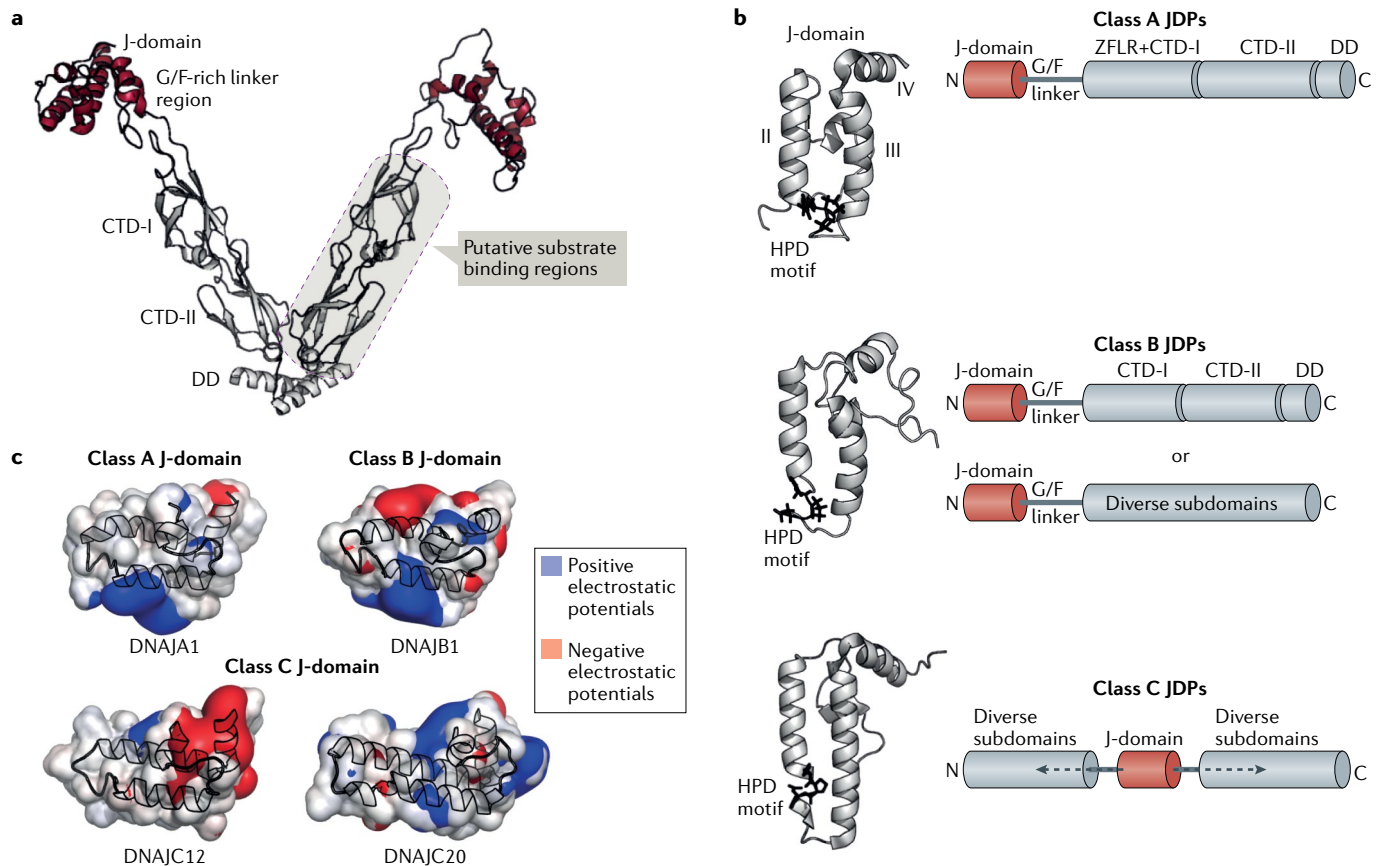 a
J-domain
G/F-rich linker
region
CTD-I
CTD-II
DD
Putative substrate
binding regions
b
Class A JDPs
J-domain
II
I
III
IV
HPD
motif
J-domain
G/F
linker
ZFLR+CTD-I
CTD-II
DD
N
C
Class B JDPs
HPD
motif
J-domain
G/F
linker
CTD-I
CTD-II
DD
N
C
or
J-domain
G/F
linker
Diverse subdomains
N
C
Class C JDPs
HPD
motif
Diverse
subdomains
J-domain
Diverse
subdomains
N
C
c
Class A J-domain
Class B J-domain
DNAJA1
DNAJB1
Class C J-domain
DNAJC12
DNAJC20
Positive
electrostatic
potentials
Negative
electrostatic
potentials